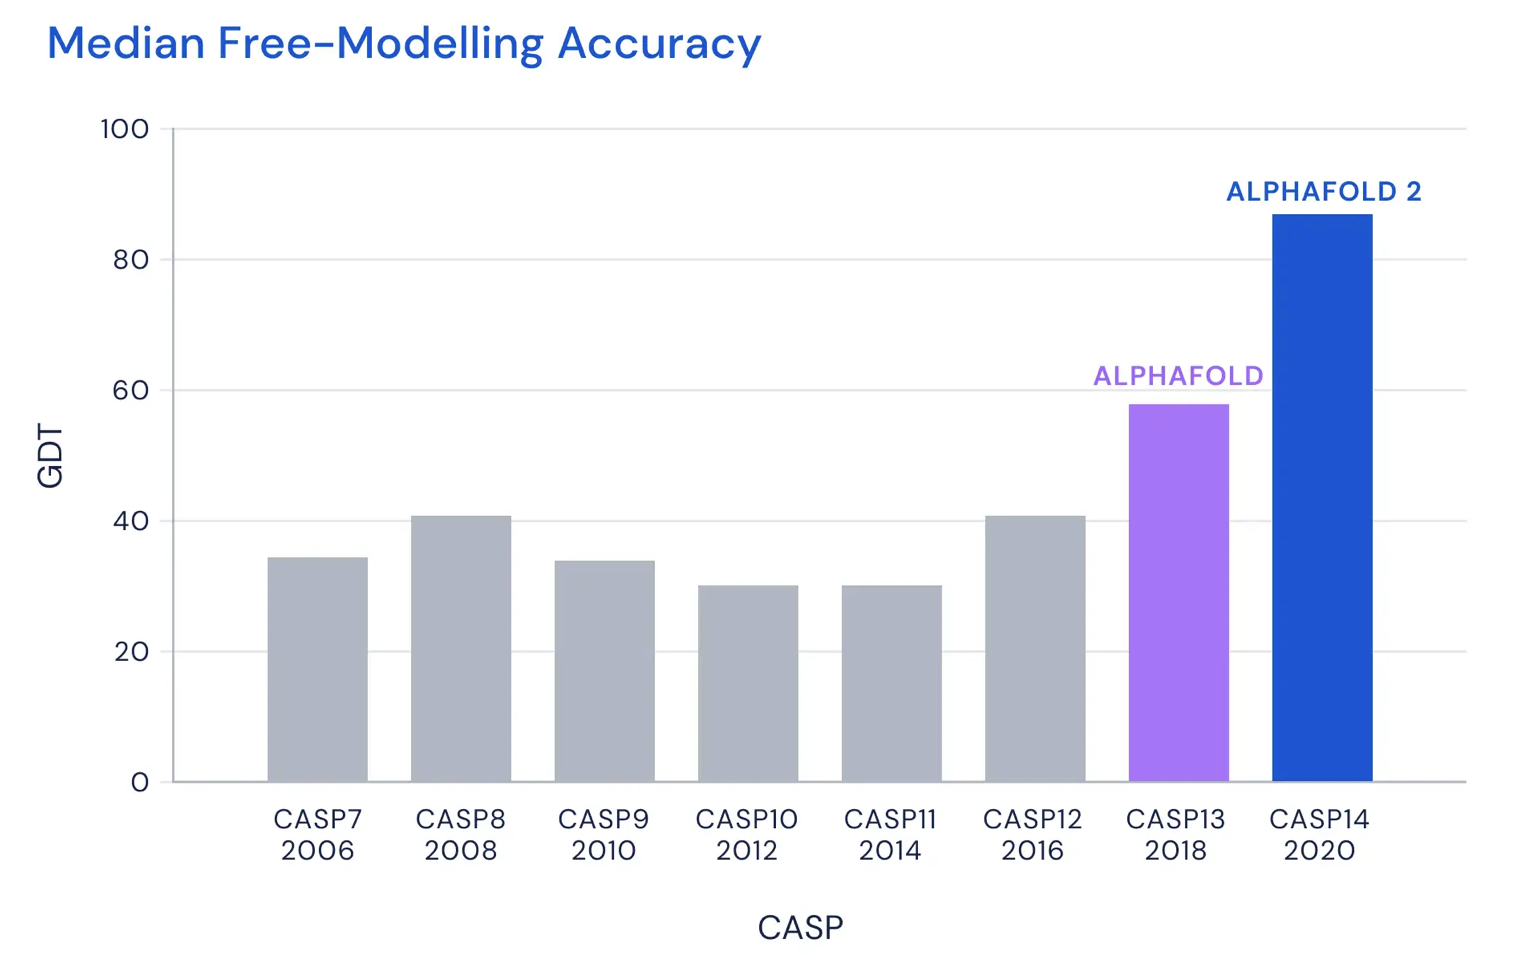 Median Free-Modelling Accuracy
100
ALPHAFOLD 2
80
ALPHAFOLD
60
GDT
40
20
0
CASP7 CASP8 CASP9 CASP10 CASP11 CASP12 CASP13 CASP14
2006 2008 2010 2012 2014 2016 2018 2020
CASP